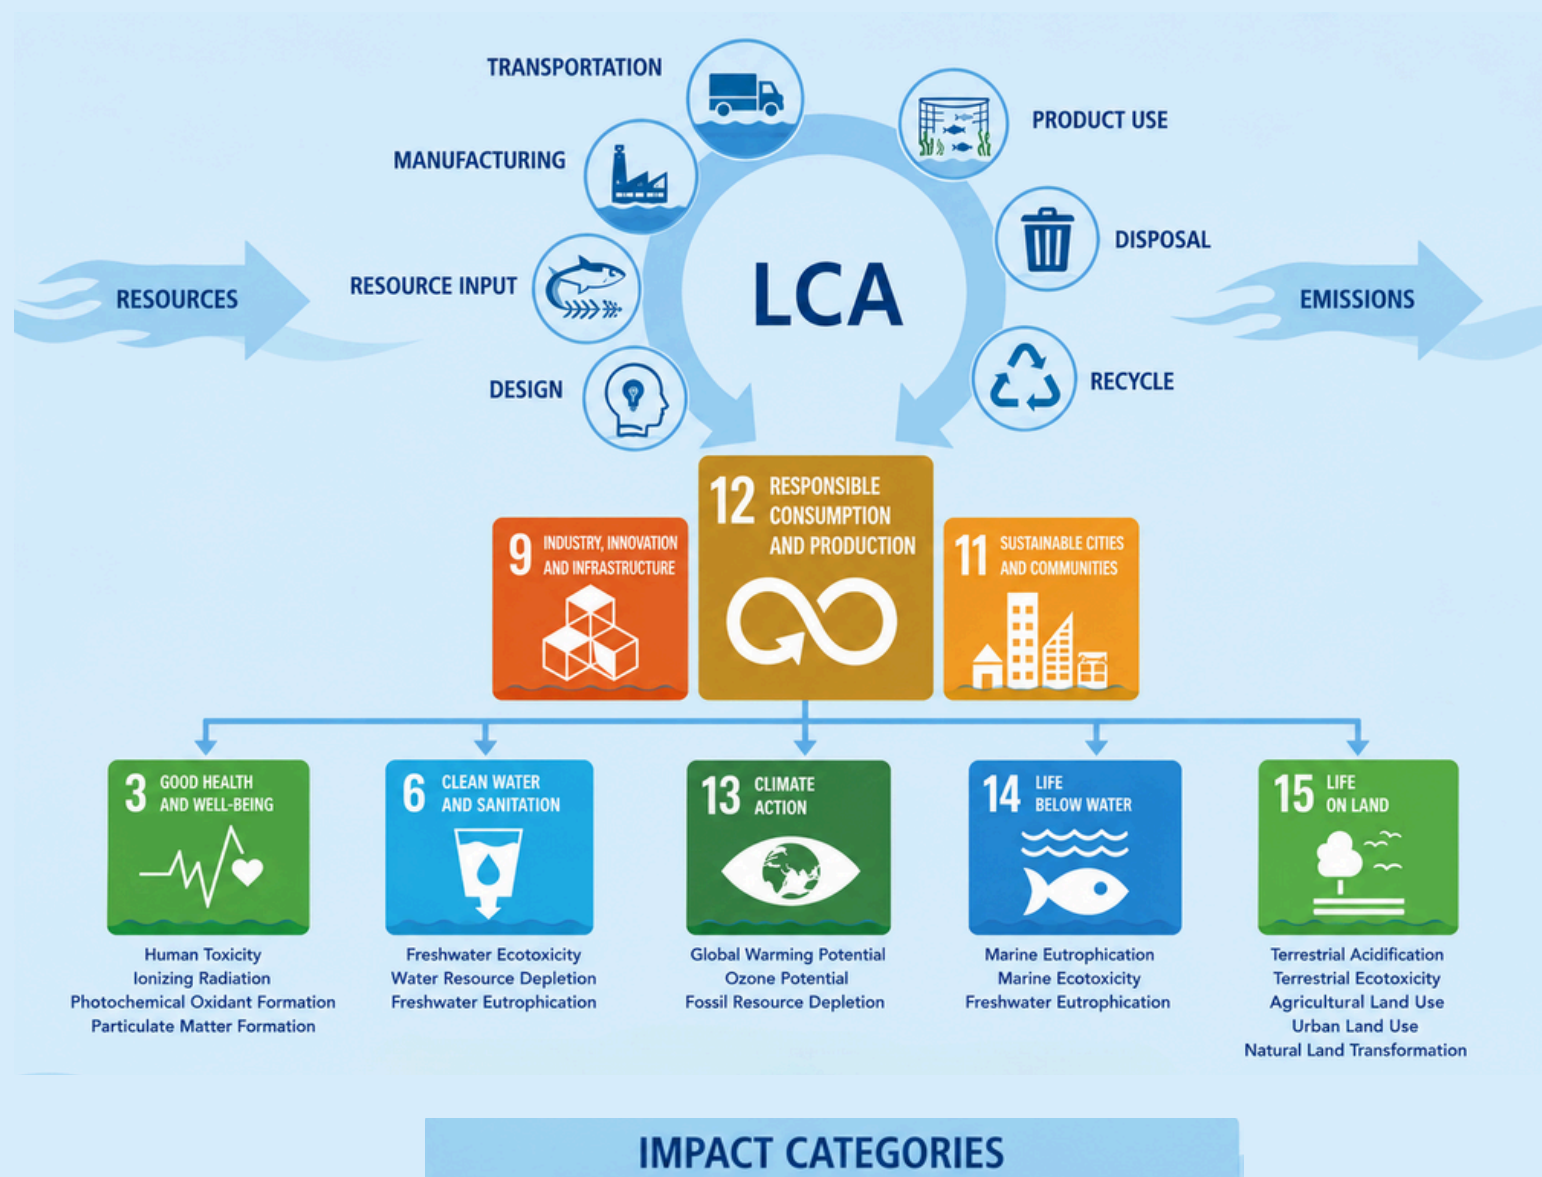 TRANSPORTATION
PRODUCT USE
MANUFACTURING
DISPOSAL
RESOURCE INPUT
RESOURCES
LCA
EMISSIONS
DESIGN
RECYCLE
12 RESPONSIBLE
CONSUMPTION
AND PRODUCTION
9 INDUSTRY, INNOVATION
AND INFRASTRUCTURE
11 SUSTAINABLE CITIES
AND COMMUNITIES
3 GOOD HEALTH
AND WELL-BEING
6 CLEAN WATER
AND SANITATION
13 CLIMATE
ACTION
14 LIFE
BELOW WATER
15 LIFE
ON LAND
Human Toxicity
Ionizing Radiation
Photochemical Oxidant Formation
Particulate Matter Formation
Freshwater Ecotoxicity
Water Resource Depletion
Freshwater Eutrophication
Global Warming Potential
Ozone Potential
Fossil Resource Depletion
Marine Eutrophication
Marine Ecotoxicity
Freshwater Eutrophication
Terrestrial Acidification
Terrestrial Ecotoxicity
Agricultural Land Use
Urban Land Use
Natural Land Transformation
IMPACT CATEGORIES